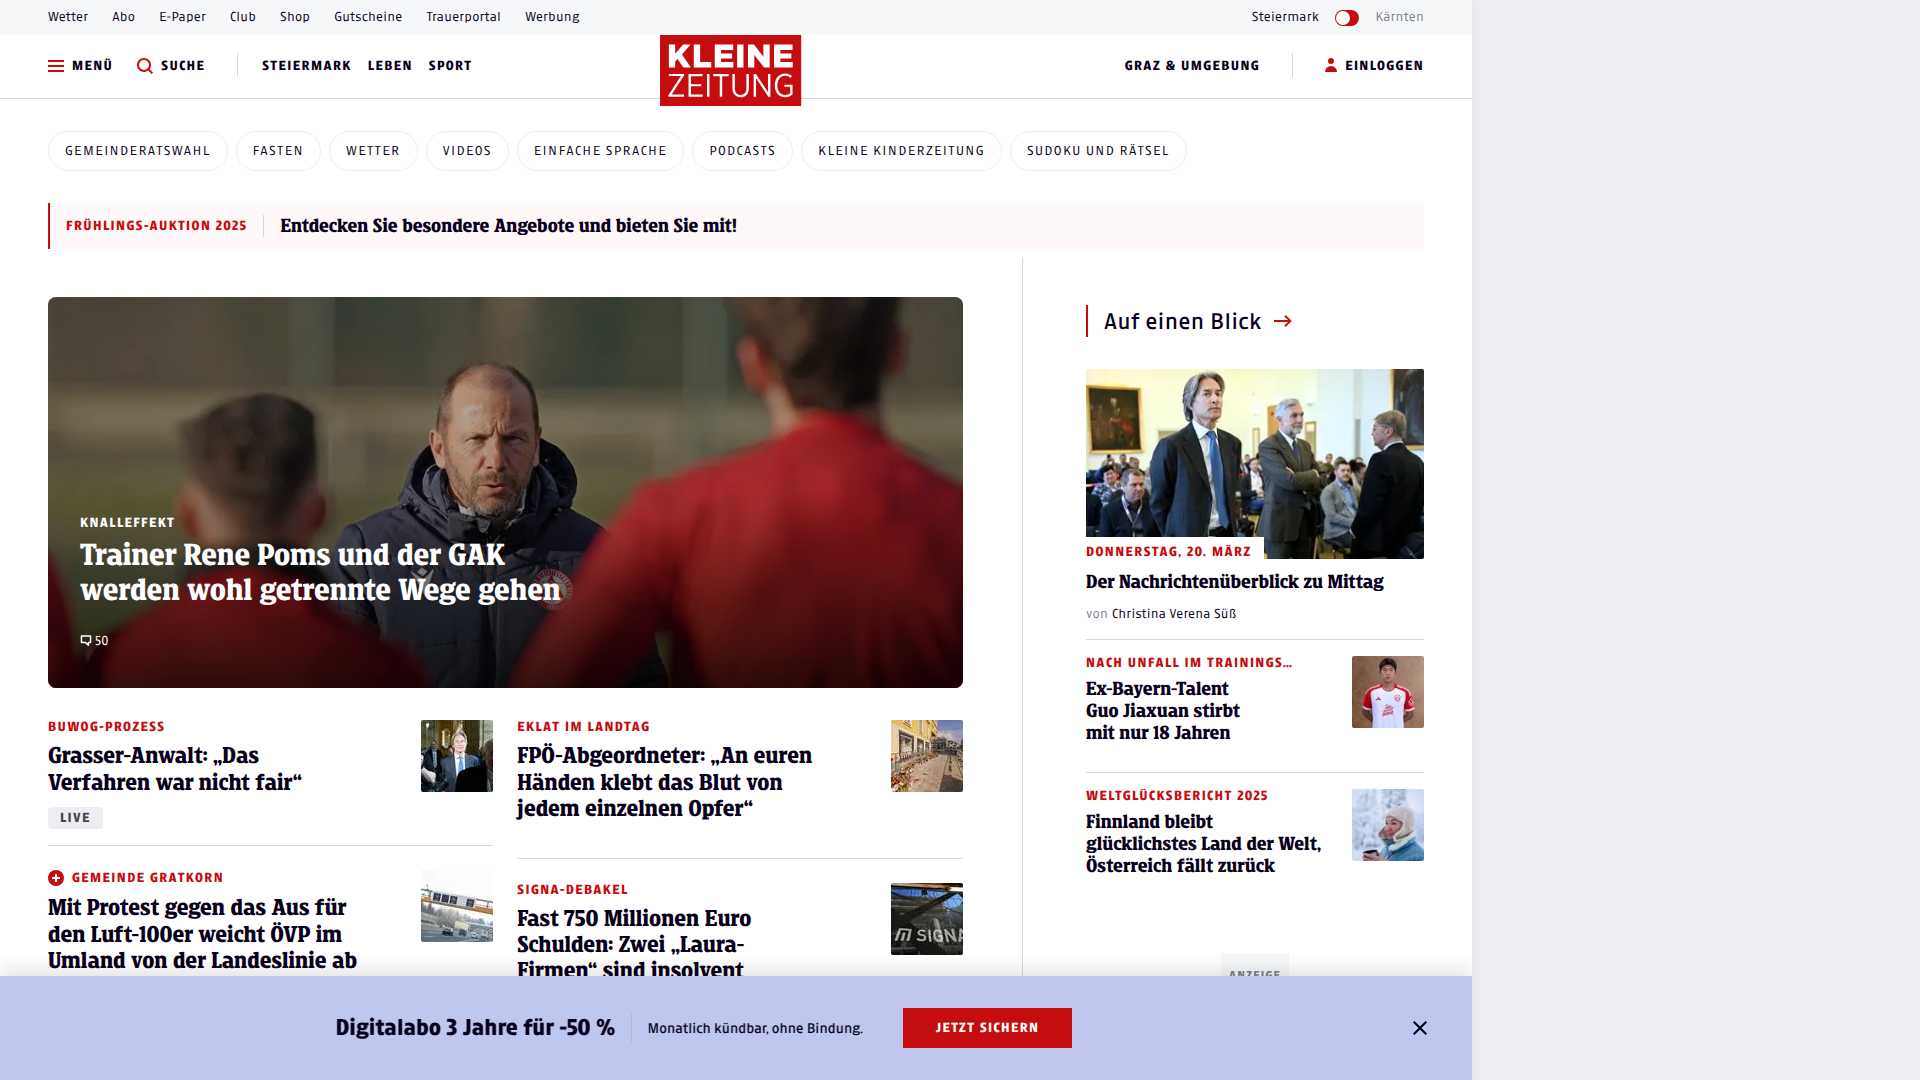 Wetter Abo E-Paper Club Shop Gutscheine Trauerportal Werbung Steiermark Kärnten
MENÜ SUCHE STEIERMARK LEBEN SPORT KLEINE ZEITUNG GRAZ & UMGEBUNG EINLOGGEN
GEMEINDERATSWAHL FASTEN WETTER VIDEOS EINFACHE SPRACHE PODCASTS KLEINE KINDERZEITUNG SUDOKU UND RÄTSEL
FRÜHLINGS-AUKTION 2025 Entdecken Sie besondere Angebote und bieten Sie mit!
KNALLEFFEKT
Trainer Rene Poms und der GAK
werden wohl getrennte Wege gehen
50
BUWOG-PROZESS
Grasser-Anwalt: „Das
Verfahren war nicht fair“
LIVE
GEMEINDE GRATKORN
Mit Protest gegen das Aus für
den Luft-100er weicht ÖVP im
Umland von der Landeslinie ab
EKLAT IM LANDTAG
FPÖ-Abgeordneter: „An euren
Händen klebt das Blut von
jedem einzelnen Opfer“
SIGNA-DEBAKEL
Fast 750 Millionen Euro
Schulden: Zwei „Laura-
Firmen“ sind insolvent
SIGNA
Auf einen Blick
DONNERSTAG, 20. MÄRZ
Der Nachrichtenüberblick zu Mittag
von Christina Verena Süß
NACH UNFALL IM TRAININGS...
Ex-Bayern-Talent
Guo Jiaxuan stirbt
mit nur 18 Jahren
WELTGLÜCKSBERICHT 2025
Finnland bleibt
glücklichstes Land der Welt,
Österreich fällt zurück
ANZEIGE
Digitalabo 3 Jahre für -50 % Monatlich kündbar, ohne Bindung. JETZT SICHERN